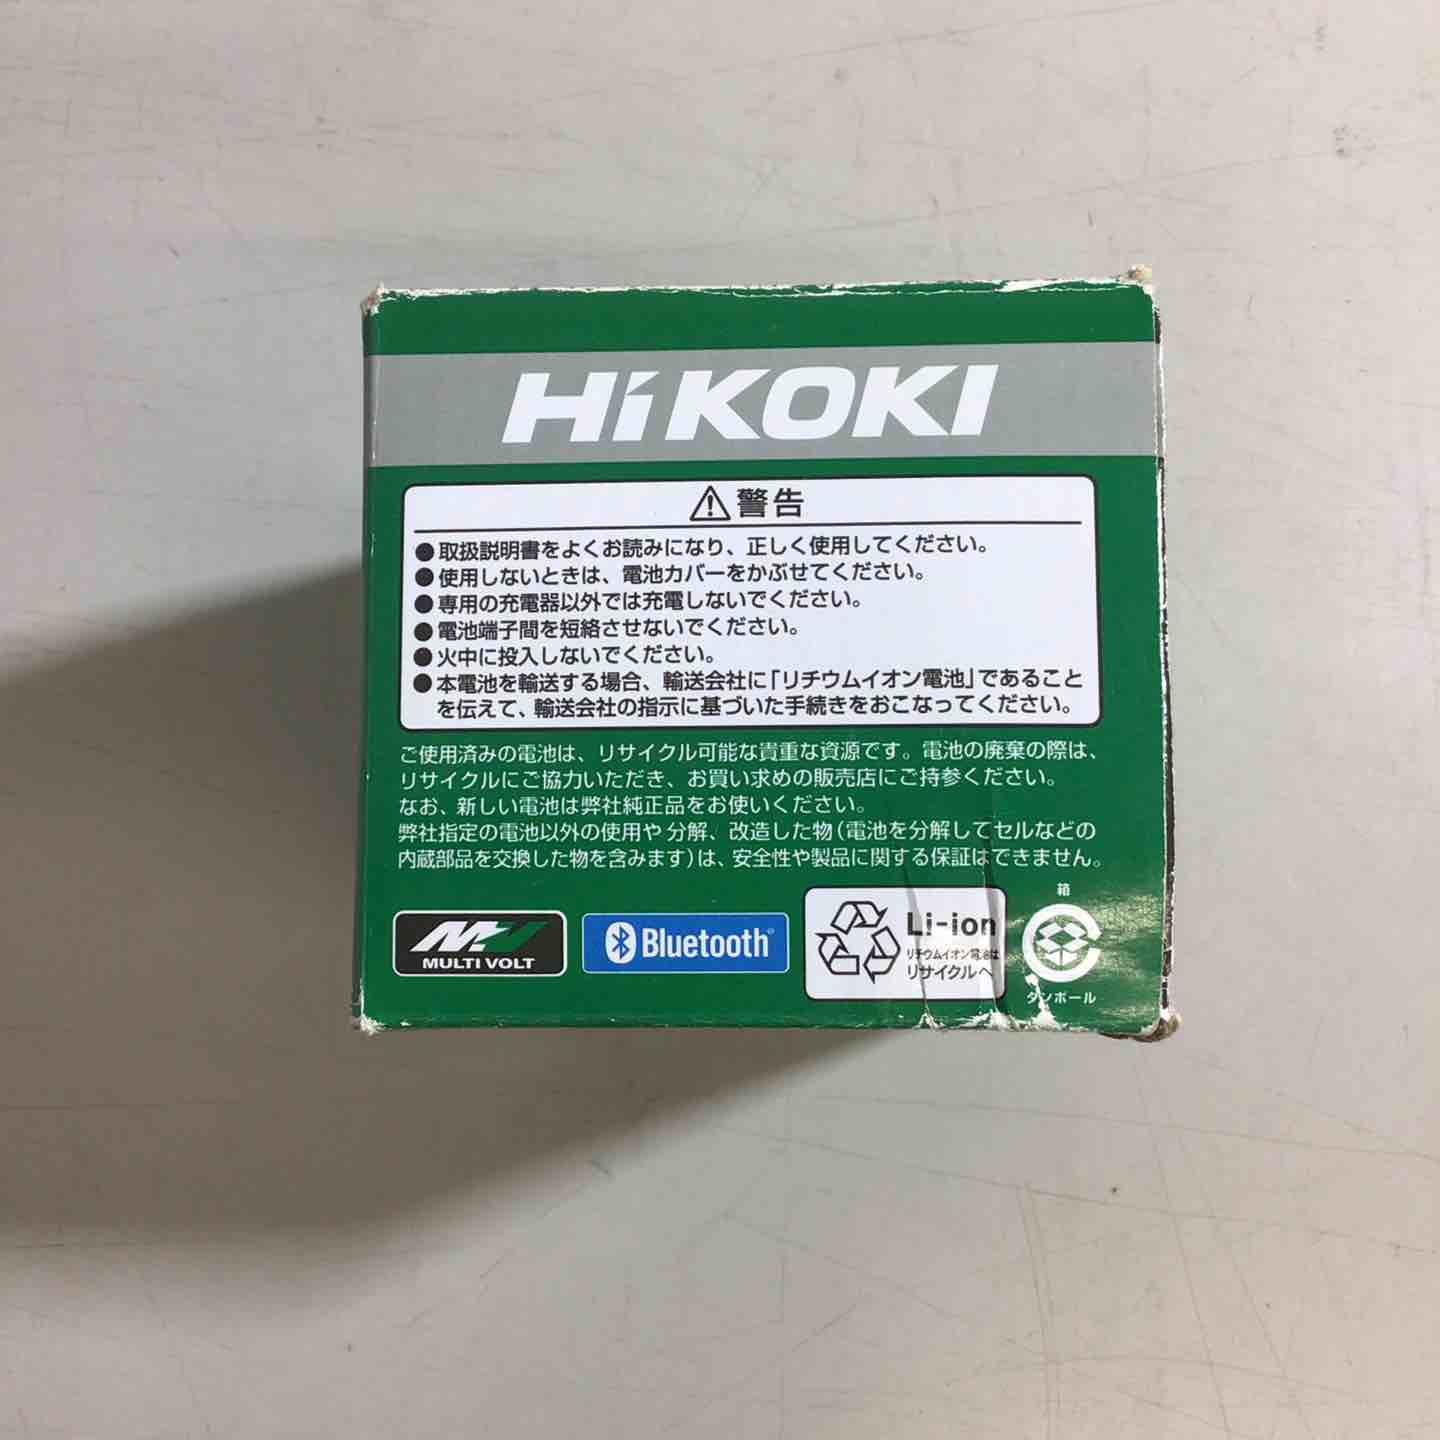 HiKOKI
警告
●取扱説明書をよくお読みになり、正しく使用してください。
●使用しないときは、電池カバーをかぶせてください。
●専用の充電器以外では充電しないでください。
●電池端子間を短絡させないでください。
●火中に投入しないでください。
●本電池を輸送する場合、輸送会社に「リチウムイオン電池」であること
を伝えて、輸送会社の指示に基づいた手続きをおこなってください。
ご使用済みの電池は、リサイクル可能な貴重な資源です。電池の廃棄の際は、
リサイクルにご協力いただき、お買い求めの販売店にご持参ください。
なお、新しい電池は弊社純正品をお使いください。
弊社指定の電池以外の使用や分解、改造した物（電池を分解してセルなどの
内蔵部品を交換した物を含みます）は、安全性や製品に関する保証はできません。
MV
MULTI VOLT
Bluetooth®
Li-ion
リチウムイオン電池は
リサイクルへ
箱
ダンボール